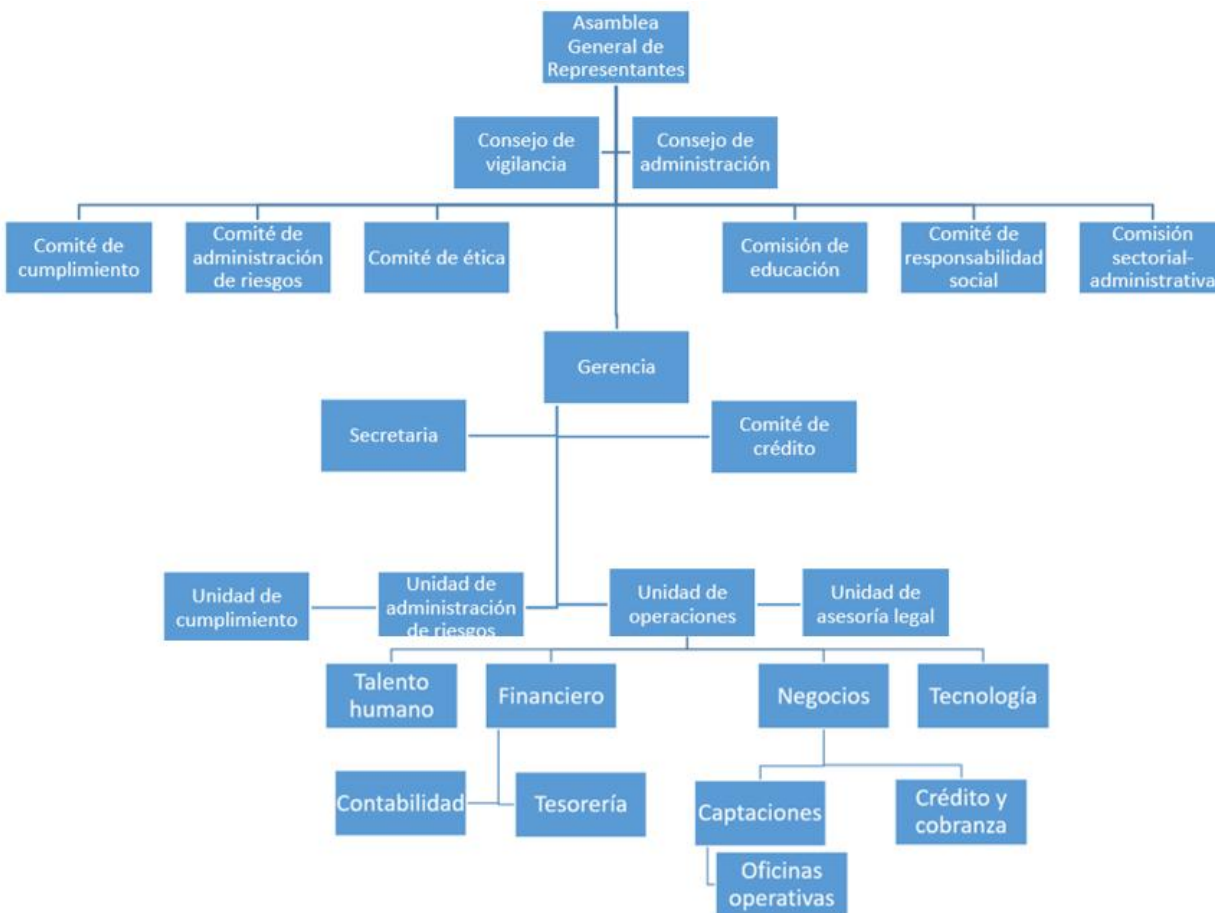 Asamblea
General de
Representantes
Consejo de
vigilancia
Consejo de
administración
Comité de
cumplimiento
Comité de
administración
de riesgos
Comité de ética
Comisión de
educación
Comité de
responsabilidad
social
Comisión
sectorial-
administrativa
Gerencia
Secretaria
Comité de
crédito
Unidad de
cumplimiento
Unidad de
administración
de riesgos
Unidad de
operaciones
Unidad de
asesoría legal
Talento
humano
Financiero
Negocios
Tecnología
Contabilidad
Tesorería
Captaciones
Crédito y
cobranza
Oficinas
operativas